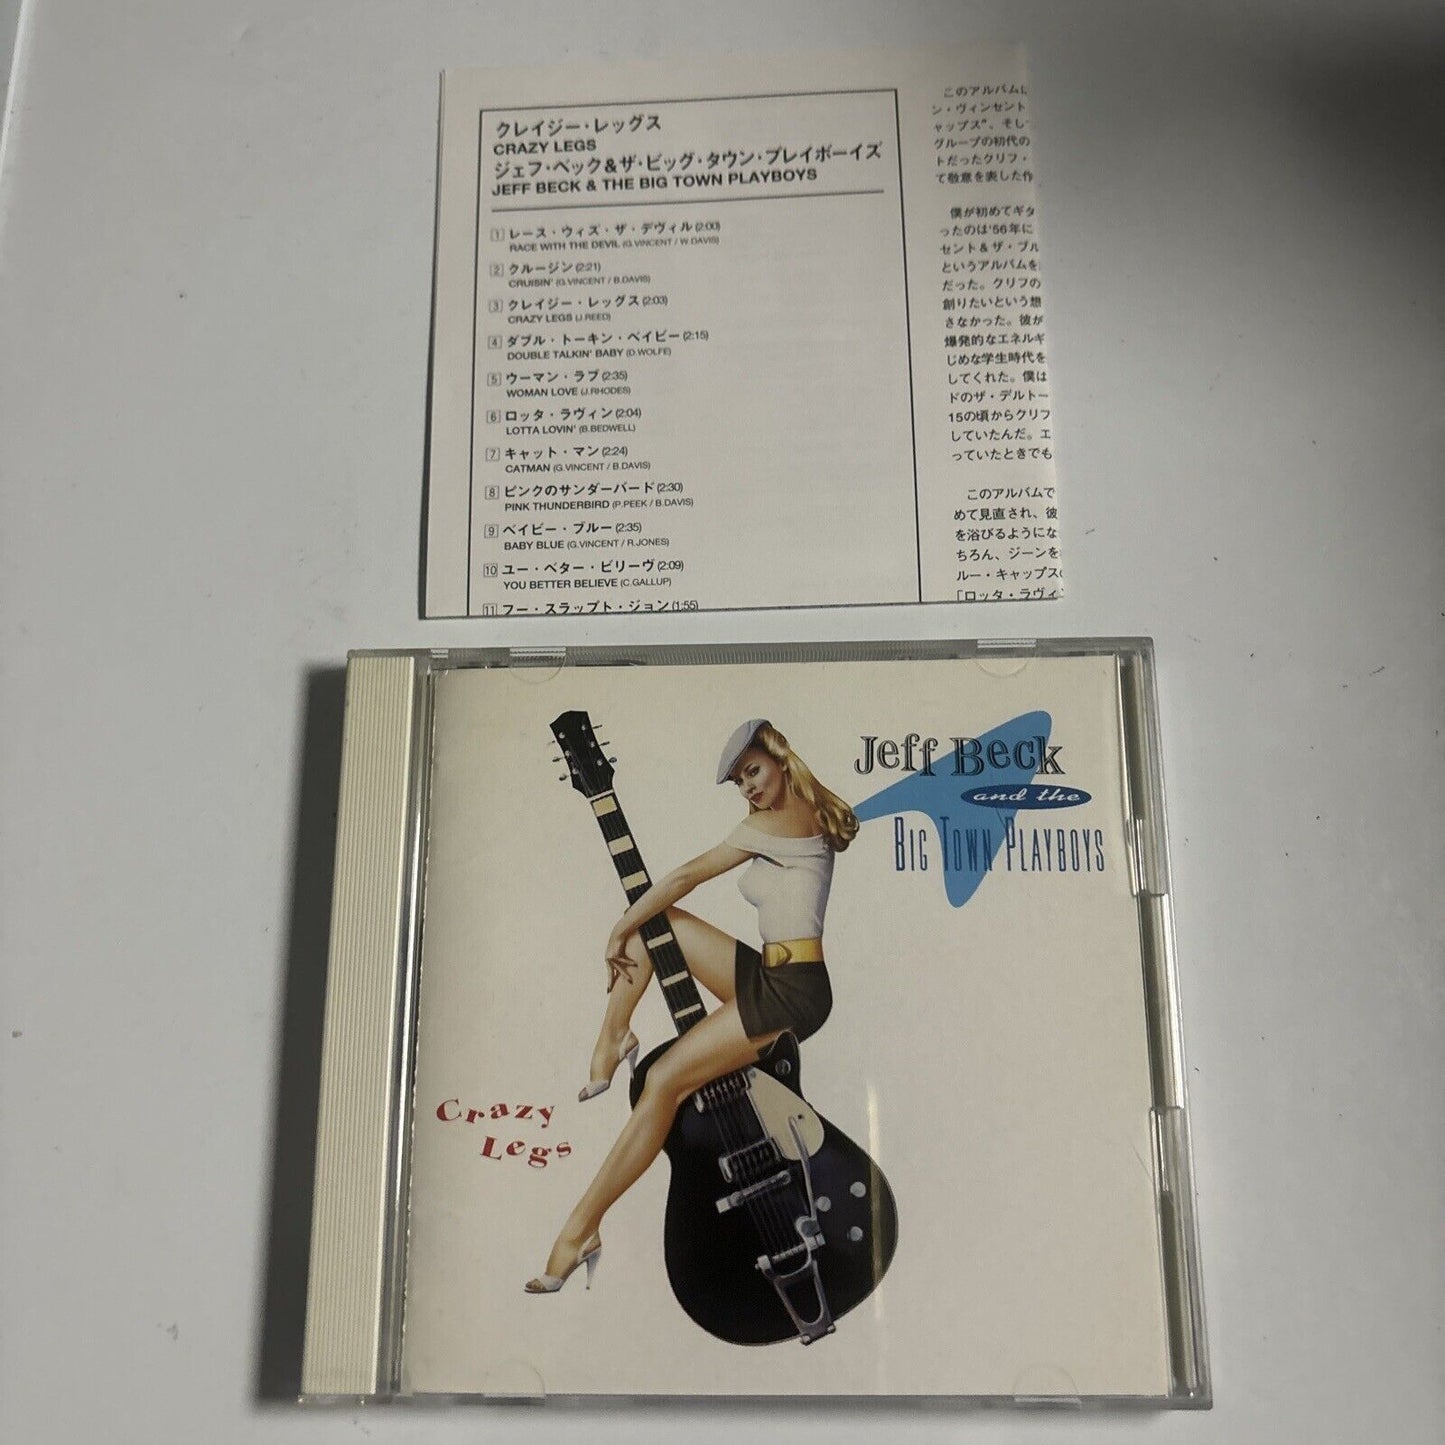 クレイジー・レッグス
CRAZY LEGS
ジェフ・ベック&ザ・ビッグ・タウン・プレイボーイズ
JEFF BECK & THE BIG TOWN PLAYBOYS
1 レース・ウィズ・ザ・デヴィル (2:00)
RACE WITH THE DEVIL (G.VINCENT / W.DAVIS)
2 クルージン (2:21)
CRUISIN' (G.VINCENT / B.DAVIS)
3 クレイジー・レッグス (2:03)
CRAZY LEGS (J.REED)
4 ダブル・トーキン・ベイビー (2:15)
DOUBLE TALKIN' BABY (D.WOLFE)
5 ウーマン・ラブ (2:35)
WOMAN LOVE (J.RHODES)
6 ロッタ・ラヴィン (2:04)
LOTTA LOVIN' (B.BEDWELL)
7 キャット・マン (2:24)
CATMAN (G.VINCENT / B.DAVIS)
8 ピンクのサンダーバード (2:30)
PINK THUNDERBIRD (P.PEEK / B.DAVIS)
9 ベイビー・ブルー (2:35)
BABY BLUE (G.VINCENT / R.JONES)
10 ユー・ベター・ビリーヴ (2:09)
YOU BETTER BELIEVE (C.GALLUP)
11 フー・スラップト・ジョン (1:55)
このアルバムに
ン・ヴィンセント
ャップス"、そし
グループの初代の
トだったクリフ・
て敬意を表した作
僕が初めてギタ
ったのは'56年に
セント&ザ・ブル
というアルバムを
だった。クリフの
創りたいという想
さなかった。彼が
爆発的なエネルギ
じめな学生時代を
してくれた。僕は
ドのザ・デルトー
15の頃からクリフ
していたんだ。エ
っていたときでも
このアルバムで
めて見直され、彼
を浴びるようにな
ちろん、ジーンを
ルー・キャップスの
「ロッタ・ラヴィン
Jeff Beck
and the
BIG TOWN PLAYBOYS
Crazy
Legs